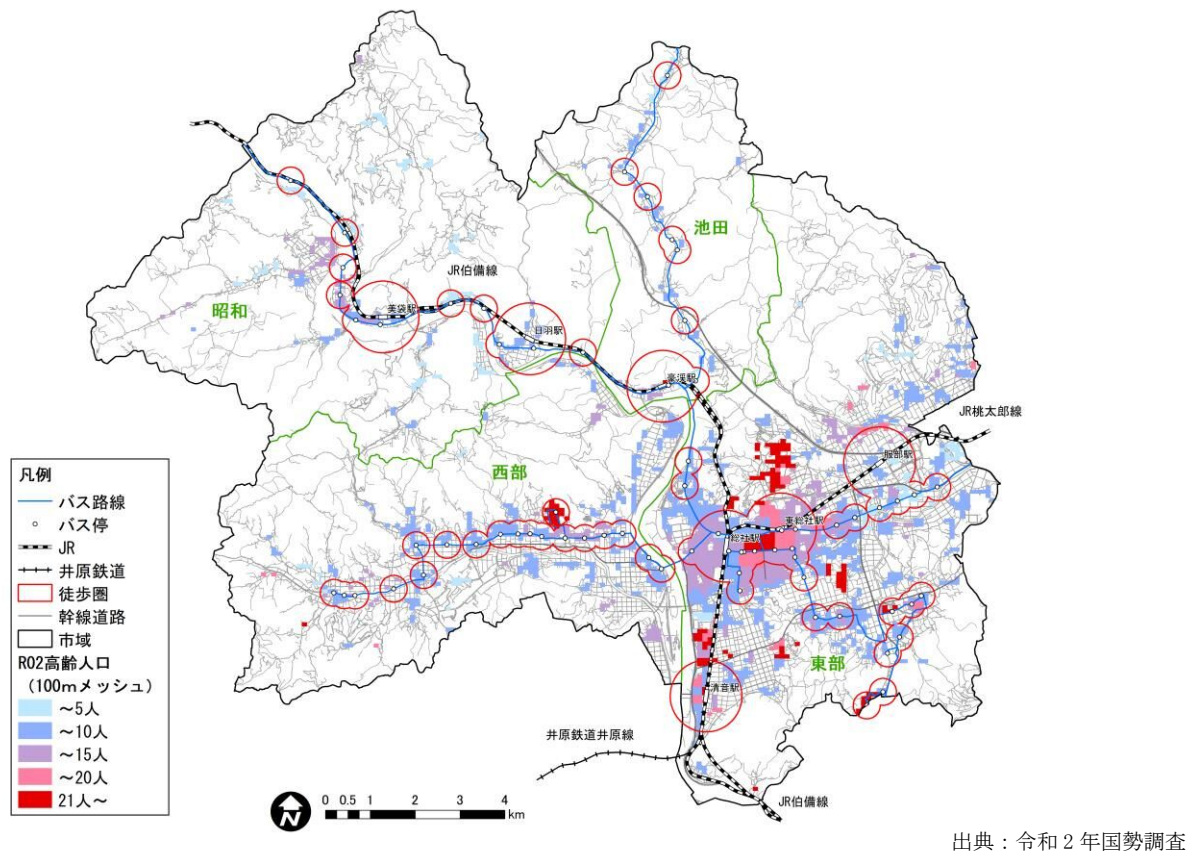 池田
JR伯備線
昭和
美袋駅
日羽駅
豪渓駅
JR桃太郎線
服部駅
西部
東総社駅
総社駅
東部
清音駅
井原鉄道井原線
JR伯備線
凡例
バス路線
バス停
JR
井原鉄道
徒歩圏
幹線道路
市域
R02高齢人口
(100mメッシュ)
～5人
～10人
～15人
～20人
21人～
N
0 0.5 1 2 3 4
km
出典：令和2年国勢調査